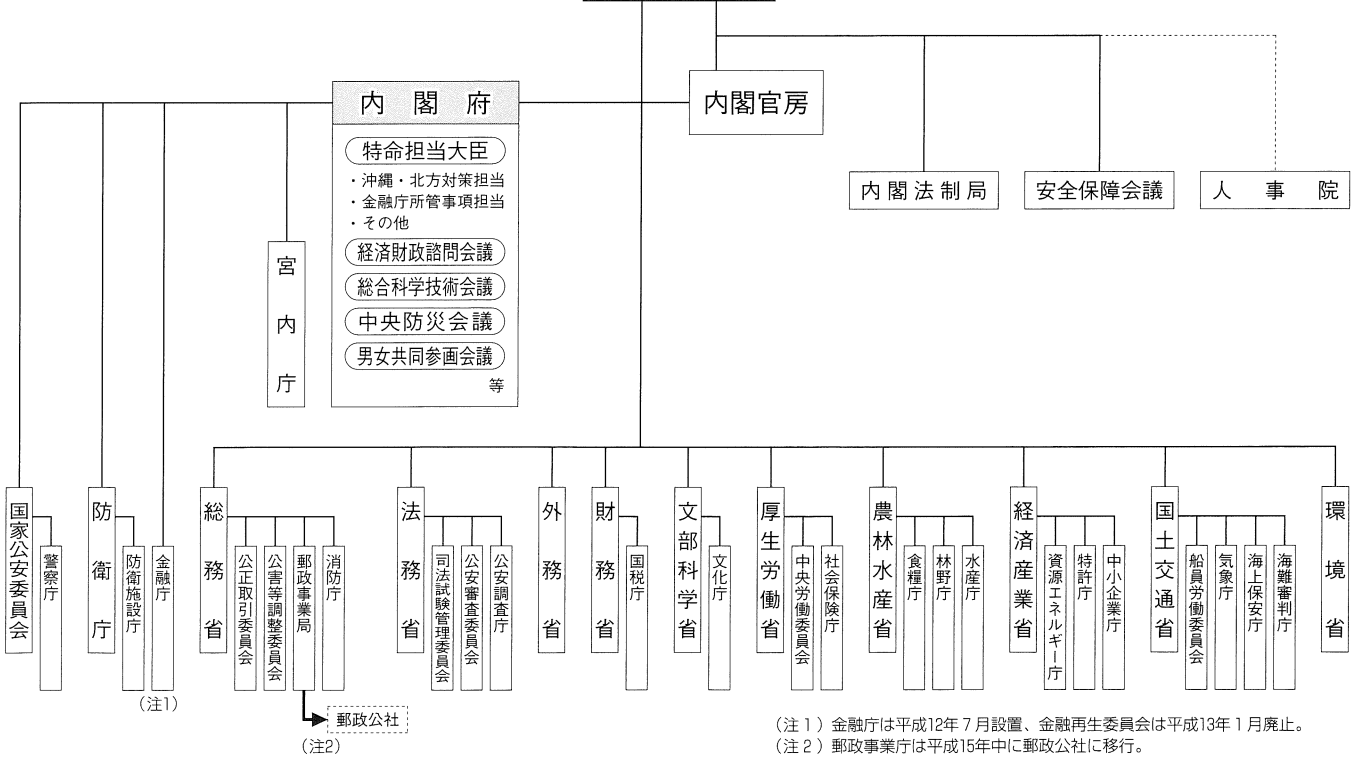 内閣府
内閣官房
特命担当大臣
・沖縄・北方対策担当
・金融庁所管事項担当
・その他
経済財政諮問会議
総合科学技術会議
中央防災会議
男女共同参画会議
等
内閣法制局
安全保障会議
人事院
宮内庁
国家公安委員会
警察庁
防衛庁
防衛施設庁
金融庁
（注1）
総務省
公正取引委員会
公害等調整委員会
郵政事業局
消防庁
郵政公社
（注2）
法務省
司法試験管理委員会
公安審査委員会
公安調査庁
外務省
財務省
国税庁
文部科学省
文化庁
厚生労働省
中央労働委員会
社会保険庁
農林水産省
食糧庁
林野庁
水産庁
経済産業省
資源エネルギー庁
特許庁
中小企業庁
国土交通省
船員労働委員会
気象庁
海上保安庁
海難審判庁
環境省
（注１）金融庁は平成12年７月設置、金融再生委員会は平成13年１月廃止。
（注２）郵政事業庁は平成15年中に郵政公社に移行。